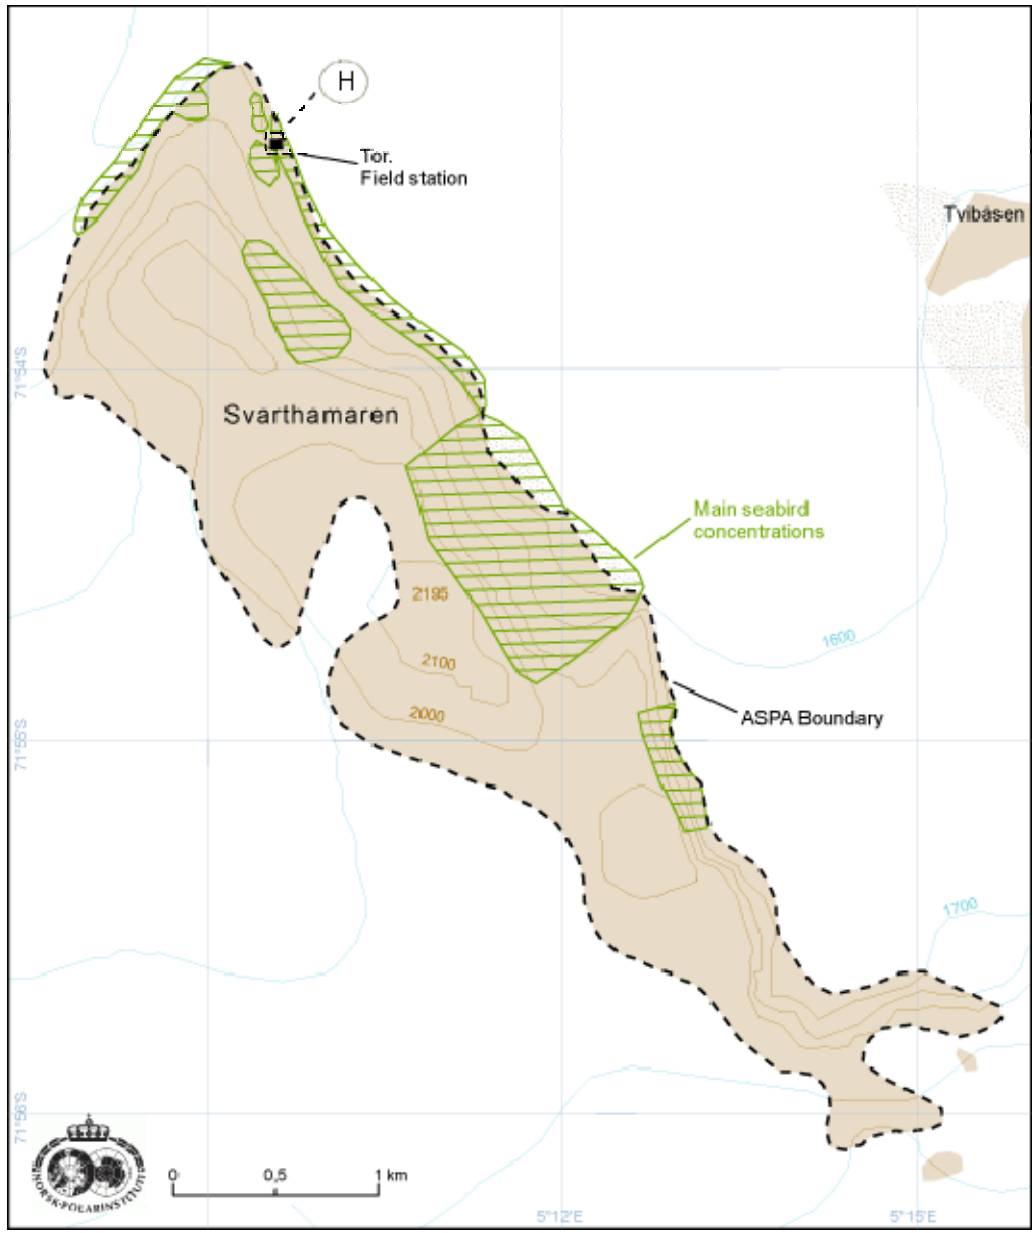 H
Tor.
Field station
Tvibåsen
71°54'S
Svarthamaren
Main seabird
concentrations
2195
1600
2100
2000
ASPA Boundary
71°55'S
1700
71°56'S
NORSK-POLARINSTITUTT
0 0,5 1 km
5°12'E 5°15'E